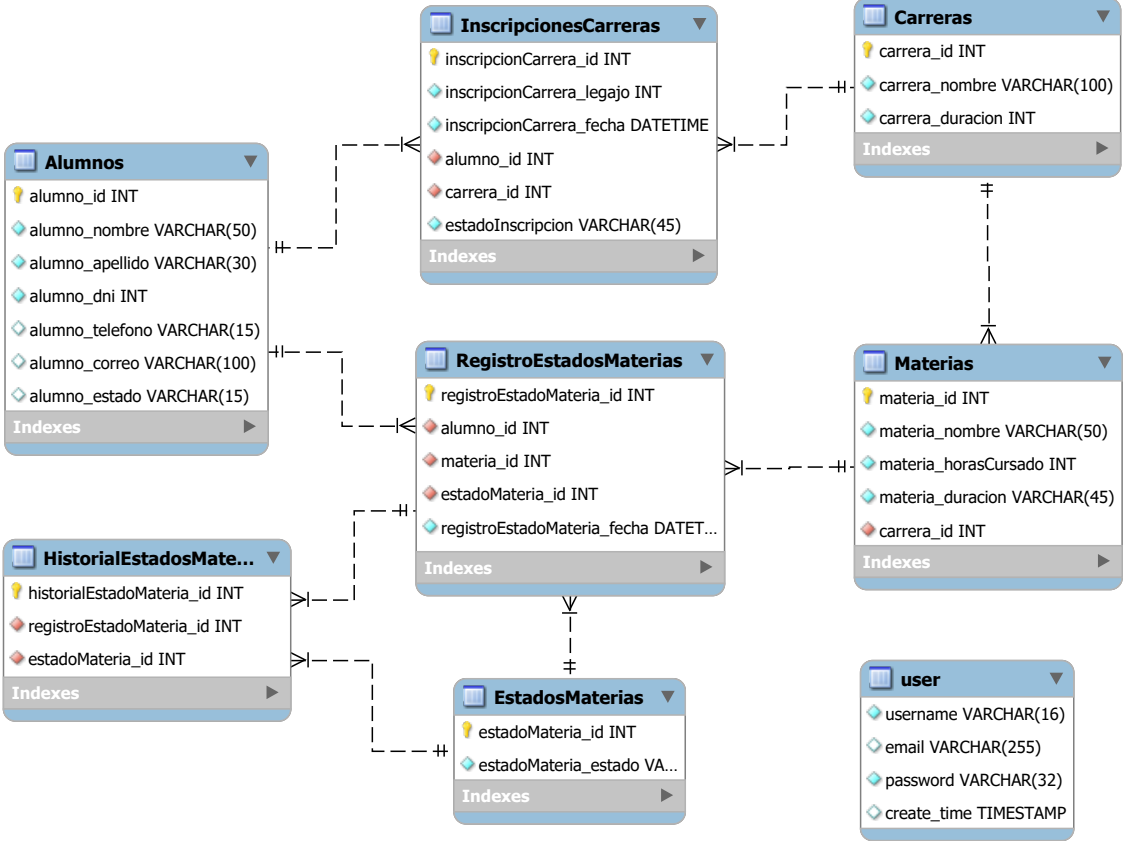 InscripcionesCarreras
inscripcionCarrera_id INT
inscripcionCarrera_legajo INT
inscripcionCarrera_fecha DATETIME
alumno_id INT
carrera_id INT
estadoInscripcion VARCHAR(45)
Indexes
Carreras
carrera_id INT
carrera_nombre VARCHAR(100)
carrera_duracion INT
Indexes
Alumnos
alumno_id INT
alumno_nombre VARCHAR(50)
alumno_apellido VARCHAR(30)
alumno_dni INT
alumno_telefono VARCHAR(15)
alumno_correo VARCHAR(100)
alumno_estado VARCHAR(15)
Indexes
RegistroEstadosMaterias
registroEstadoMateria_id INT
alumno_id INT
materia_id INT
estadoMateria_id INT
registroEstadoMateria_fecha DATET...
Indexes
Materias
materia_id INT
materia_nombre VARCHAR(50)
materia_horasCursado INT
materia_duracion VARCHAR(45)
carrera_id INT
Indexes
HistorialEstadosMate...
historialEstadoMateria_id INT
registroEstadoMateria_id INT
estadoMateria_id INT
Indexes
EstadosMaterias
estadoMateria_id INT
estadoMateria_estado VA...
Indexes
user
username VARCHAR(16)
email VARCHAR(255)
password VARCHAR(32)
create_time TIMESTAMP